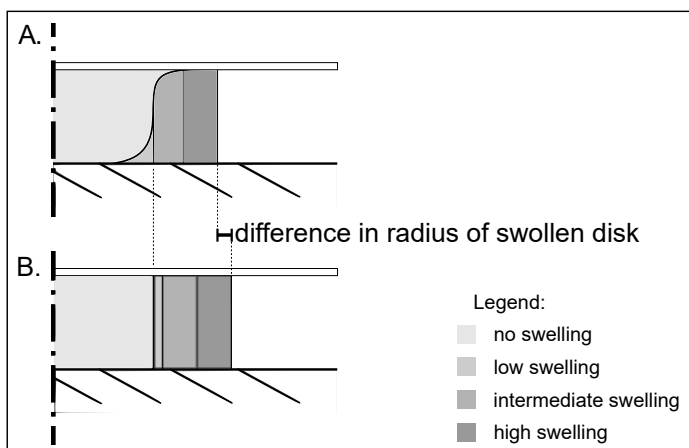 A.
difference in radius of swollen disk
B.
Legend:
no swelling
low swelling
intermediate swelling
high swelling